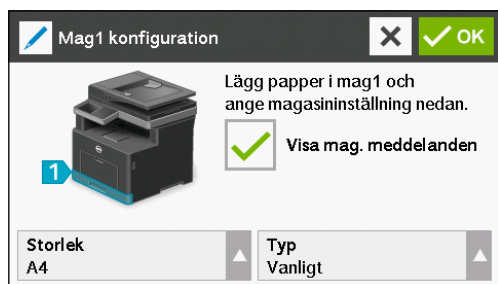 Mag1 konfiguration
OK
Lägg papper i mag1 och
ange magasininställning nedan.
Visa mag. meddelanden
1
Storlek
A4
Typ
Vanligt